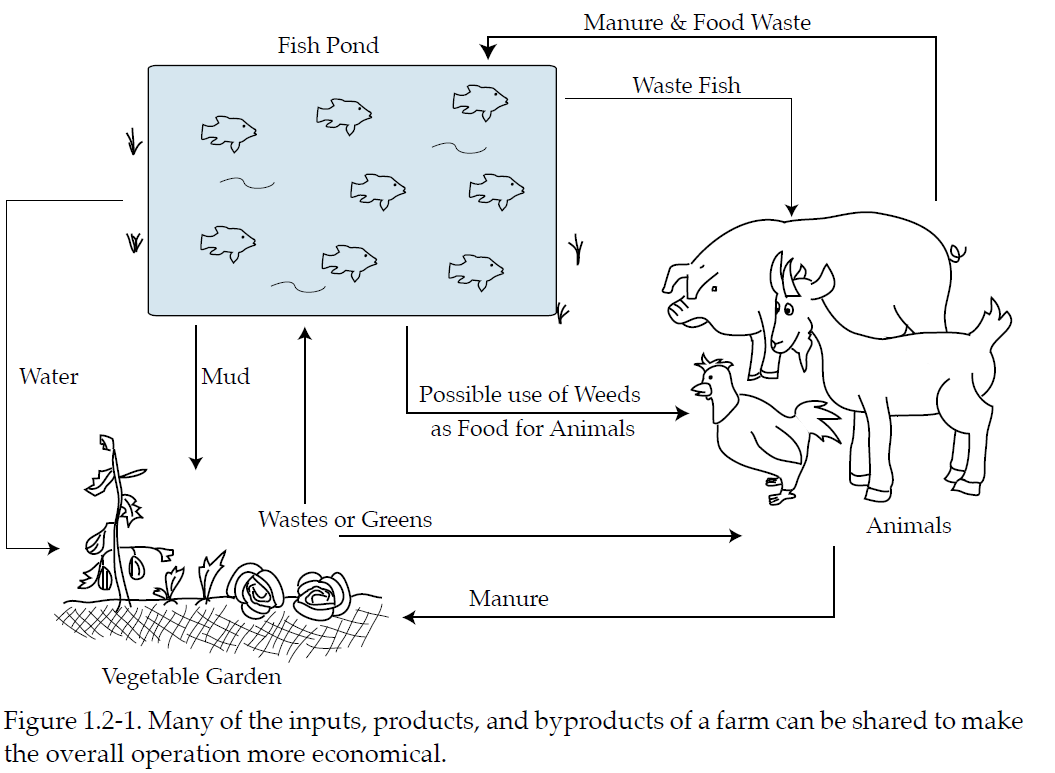 Manure & Food Waste
Fish Pond
Waste Fish
Water
Mud
Possible use of Weeds
as Food for Animals
Wastes or Greens
Animals
Manure
Vegetable Garden
Figure 1.2-1. Many of the inputs, products, and byproducts of a farm can be shared to make
the overall operation more economical.